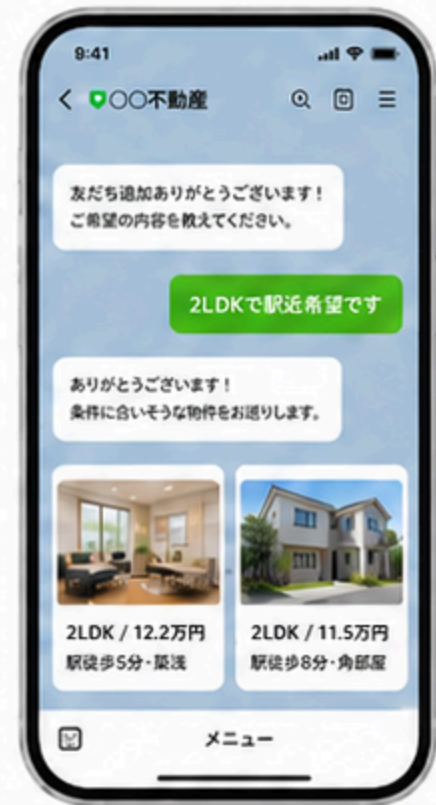 9:41
○○不動産
友だち追加ありがとうございます！
ご希望の内容を教えてください。
2LDKで駅近希望です
ありがとうございます！
条件に合いそうな物件をお送りします。
2LDK / 12.2万円
駅徒歩5分・築浅
2LDK / 11.5万円
駅徒歩8分・角部屋
メニュー